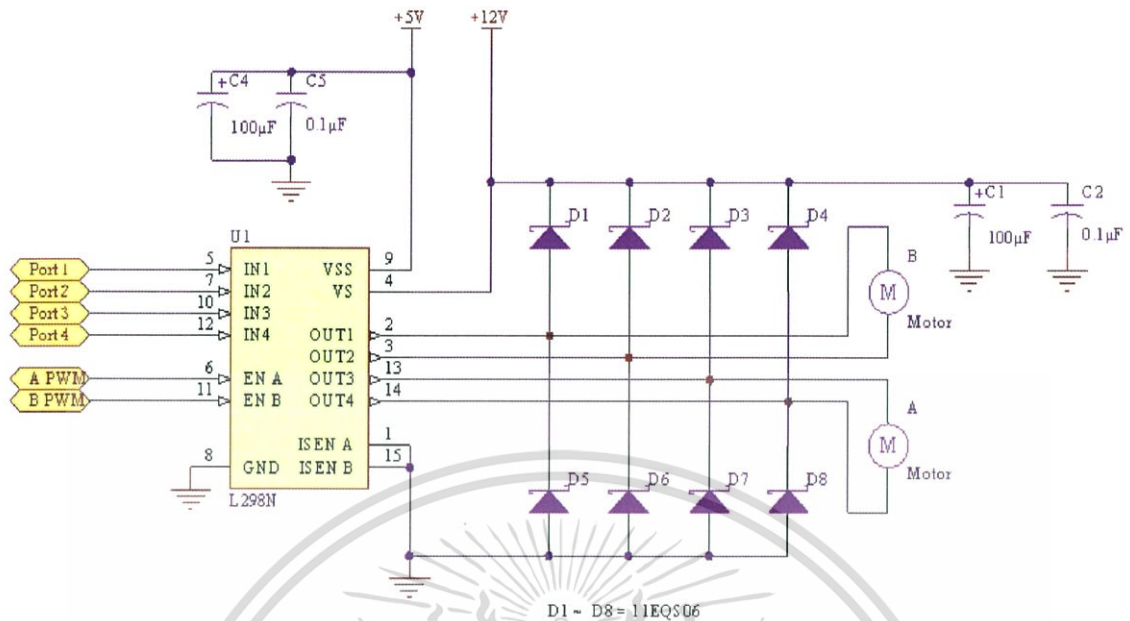 +5V
+12V
+C4
C5
100µF
0.1µF
D1
D2
D3
D4
+C1
C2
100µF
0.1µF
U1
Port 1
Port 2
Port 3
Port 4
A PWM
B PWM
5
7
10
12
6
11
8
IN1
IN2
IN3
IN4
EN A
EN B
GND
VSS
VS
OUT1
OUT2
OUT3
OUT4
ISEN A
ISEN B
9
4
2
3
13
14
1
15
L298N
B
M
Motor
A
M
Motor
D5
D6
D7
D8
D1 ~ D8 = 11EQS06